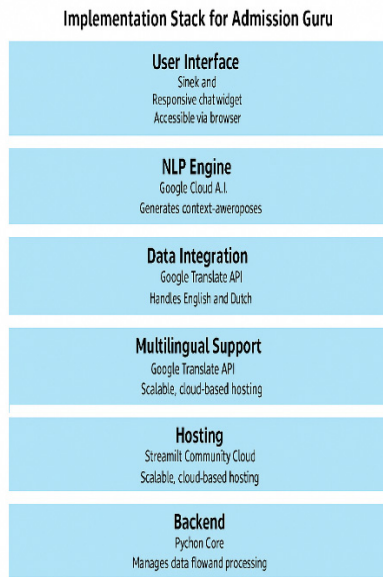 Implementation Stack for Admission Guru
User Interface
Sinek and
Responsive chatwidget
Accessible via browser
NLP Engine
Google Cloud A.I.
Generates context-aweroposes
Data Integration
Google Translate API
Handles English and Dutch
Multilingual Support
Google Translate API
Scalable, cloud-based hosting
Hosting
Streamilt Community Cloud
Scalable, cloud-based hosting
Backend
Pychon Core
Manages data flowand processing